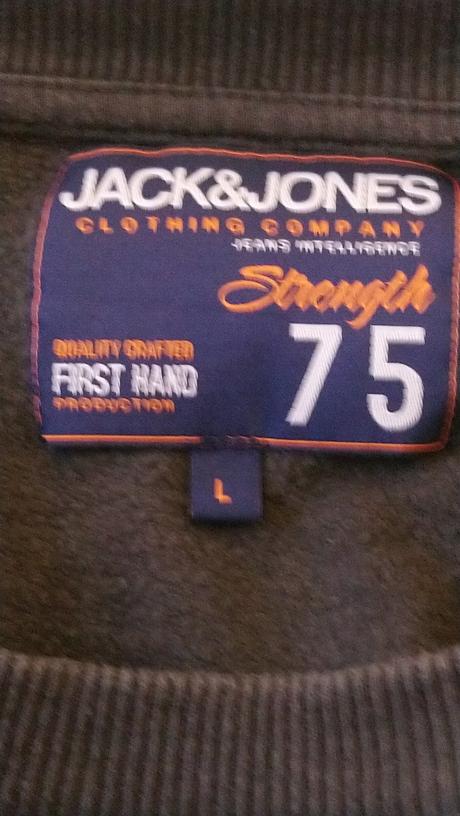 JACK&JONES
CLOTHING COMPANY
JEANS INTELLIGENCE
Strength
75
QUALITY CRAFTED
FIRST HAND
PRODUCTION
L